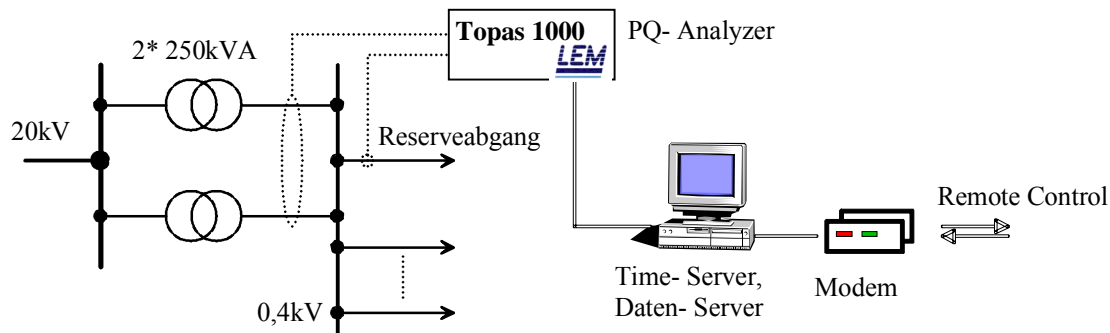 Topas 1000
LEM
PQ- Analyzer
2* 250kVA
20kV
Reserveabgang
Remote Control
Time- Server,
Daten- Server
Modem
0,4kV